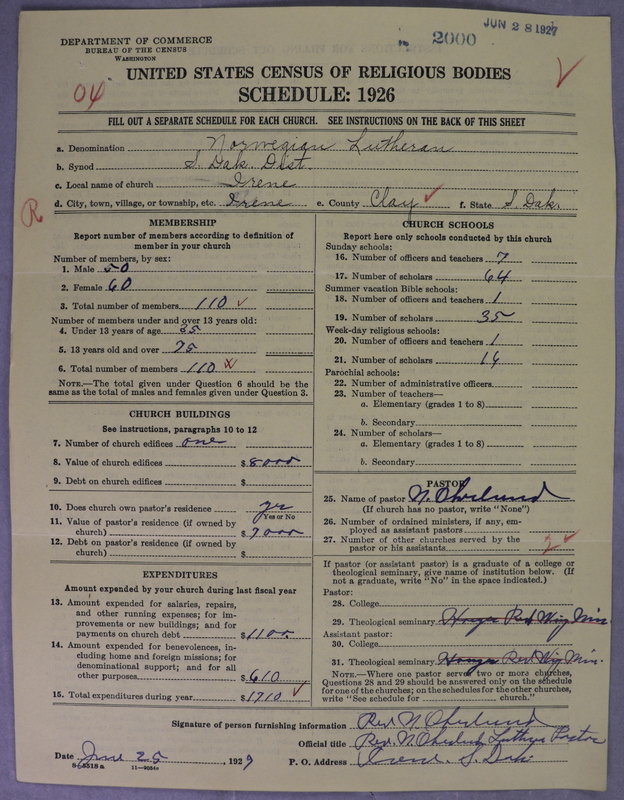 JUN 28 1927
2000
DEPARTMENT OF COMMERCE
BUREAU OF THE CENSUS
WASHINGTON
UNITED STATES CENSUS OF RELIGIOUS BODIES
SCHEDULE: 1926
04
FILL OUT A SEPARATE SCHEDULE FOR EACH CHURCH. SEE INSTRUCTIONS ON THE BACK OF THIS SHEET
a. Denomination Norwegian Lutheran
b. Synod S. Dak. Dist.
c. Local name of church Irene
d. City, town, village, or township, etc. Irene e. County Clay f. State S. Dak.
R
MEMBERSHIP
Report number of members according to definition of
member in your church
Number of members, by sex:
1. Male 50
2. Female 60
3. Total number of members 110
Number of members under and over 13 years old:
4. Under 13 years of age 35
5. 13 years old and over 75
6. Total number of members 110
NOTE.—The total given under Question 6 should be the
same as the total of males and females given under Question 3.
CHURCH BUILDINGS
See instructions, paragraphs 10 to 12
7. Number of church edifices one
8. Value of church edifices $8000
9. Debt on church edifices $
10. Does church own pastor's residence yes
Yes or No
11. Value of pastor's residence (if owned by
church) $7000
12. Debt on pastor's residence (if owned by
church) $
EXPENDITURES
Amount expended by your church during last fiscal year
13. Amount expended for salaries, repairs,
and other running expenses; for im-
provements or new buildings; and for
payments on church debt $1100
14. Amount expended for benevolences, in-
cluding home and foreign missions; for
denominational support; and for all
other purposes $610
15. Total expenditures during year $1710
CHURCH SCHOOLS
Report here only schools conducted by this church
Sunday schools:
16. Number of officers and teachers 7
17. Number of scholars 64
Summer vacation Bible schools:
18. Number of officers and teachers 1
19. Number of scholars 35
Week-day religious schools:
20. Number of officers and teachers 1
21. Number of scholars 14
Parochial schools:
22. Number of administrative officers
23. Number of teachers—
a. Elementary (grades 1 to 8)
b. Secondary
24. Number of scholars—
a. Elementary (grades 1 to 8)
b. Secondary
PASTOR
25. Name of pastor N.
(If church has no pastor, write "None")
26. Number of ordained ministers, if any, em-
ployed as assistant pastors
27. Number of other churches served by the
pastor or his assistants 2
If pastor (or assistant pastor) is a graduate of a college or
theological seminary, give name of institution below. (If
not a graduate, write "No" in the space indicated.)
Pastor:
28. College
29. Theological seminary Hauges Red Wing Minn.
Assistant pastor:
30. College
31. Theological seminary Hauges Red Wing Minn.
NOTE.—Where one pastor serves two or more churches,
Questions 28 and 29 should be answered only on the schedule
for one of the churches; on the schedules for the other churches,
write "See schedule for church."
Signature of person furnishing information Rev. N.
Official title Rev. N. Luthern Pastor
Date June 25, 1927 P. O. Address Irene S. Dak
8-5518a 11-9264